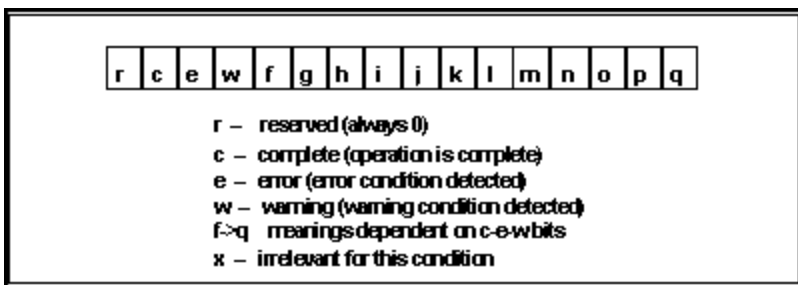 r c e w f g h i j k l m n o p q
r – reserved (always 0)
c – complete (operation is complete)
e – error (error condition detected)
w – warning (warning condition detected)
f->q meanings dependent on c-e-w bits
x – irrelevant for this condition